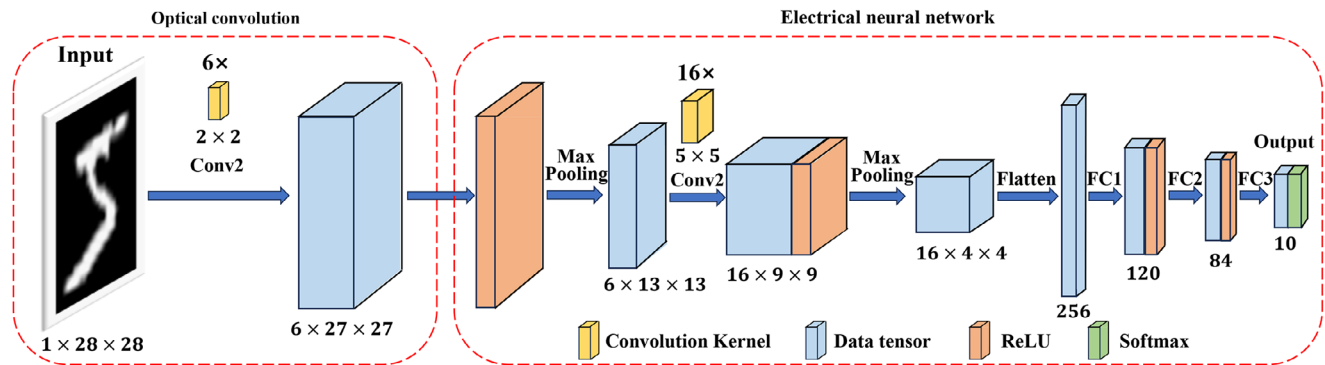 Optical convolution
Electrical neural network
Input
6×
2 × 2
Conv2
1 × 28 × 28
6 × 27 × 27
Max
Pooling
6 × 13 × 13
16×
5 × 5
Conv2
16 × 9 × 9
Max
Pooling
16 × 4 × 4
Flatten
256
FC1
120
FC2
84
FC3
Output
10
Convolution Kernel
Data tensor
ReLU
Softmax